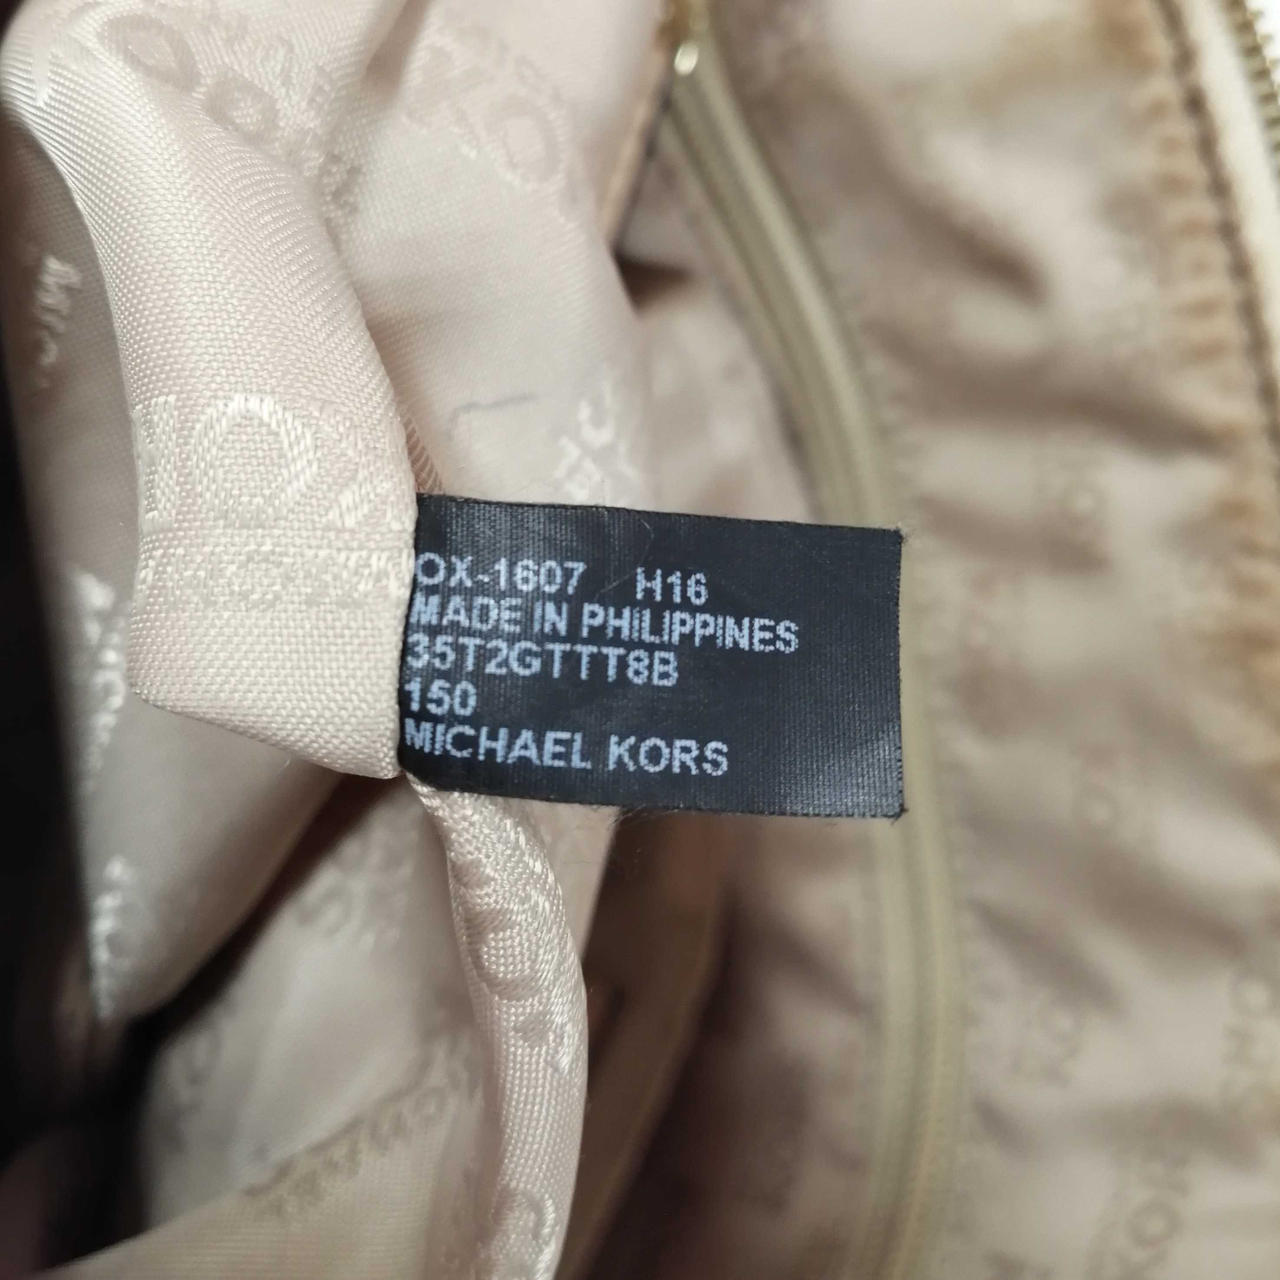 OX-1607 H16
MADE IN PHILIPPINES
35T2GTTT8B
150
MICHAEL KORS